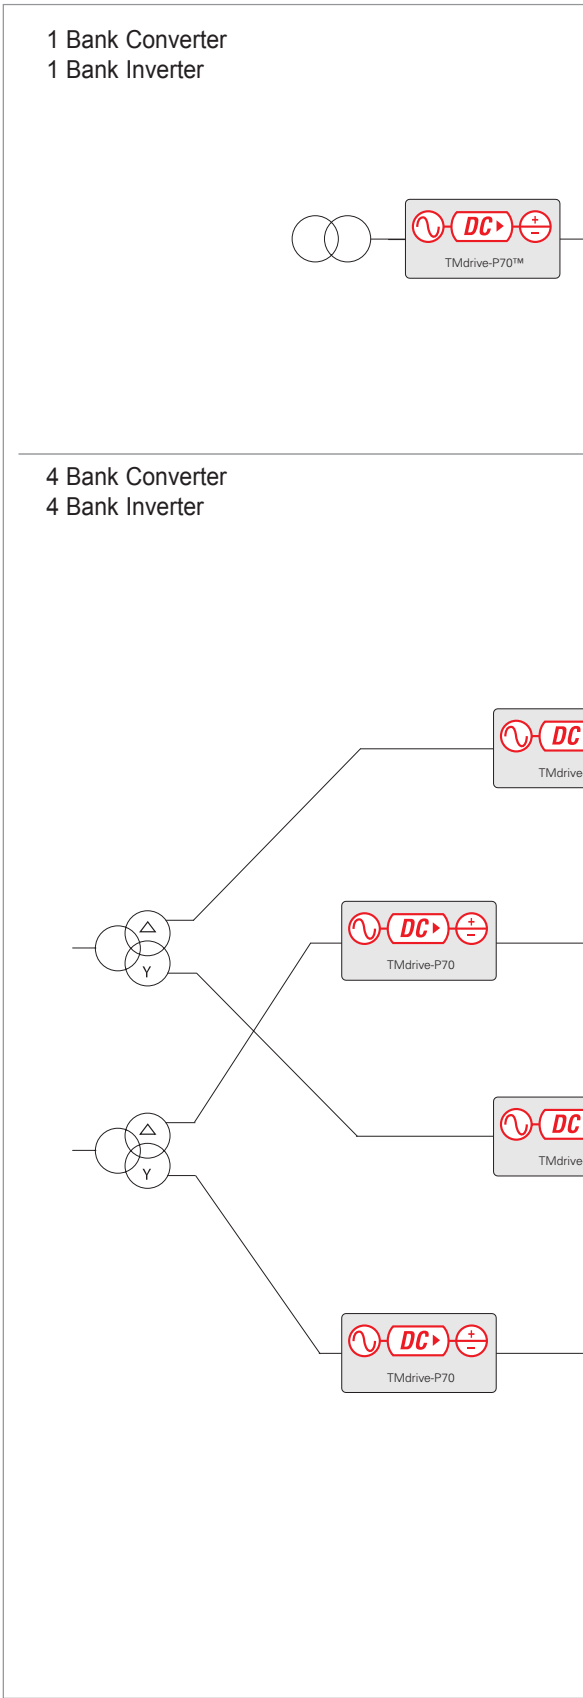 1 Bank Converter
1 Bank Inverter
DC
+
−
TMdrive-P70™
4 Bank Converter
4 Bank Inverter
DC
TMdrive
△
Y
DC
+
−
TMdrive-P70
DC
TMdrive
△
Y
DC
+
−
TMdrive-P70